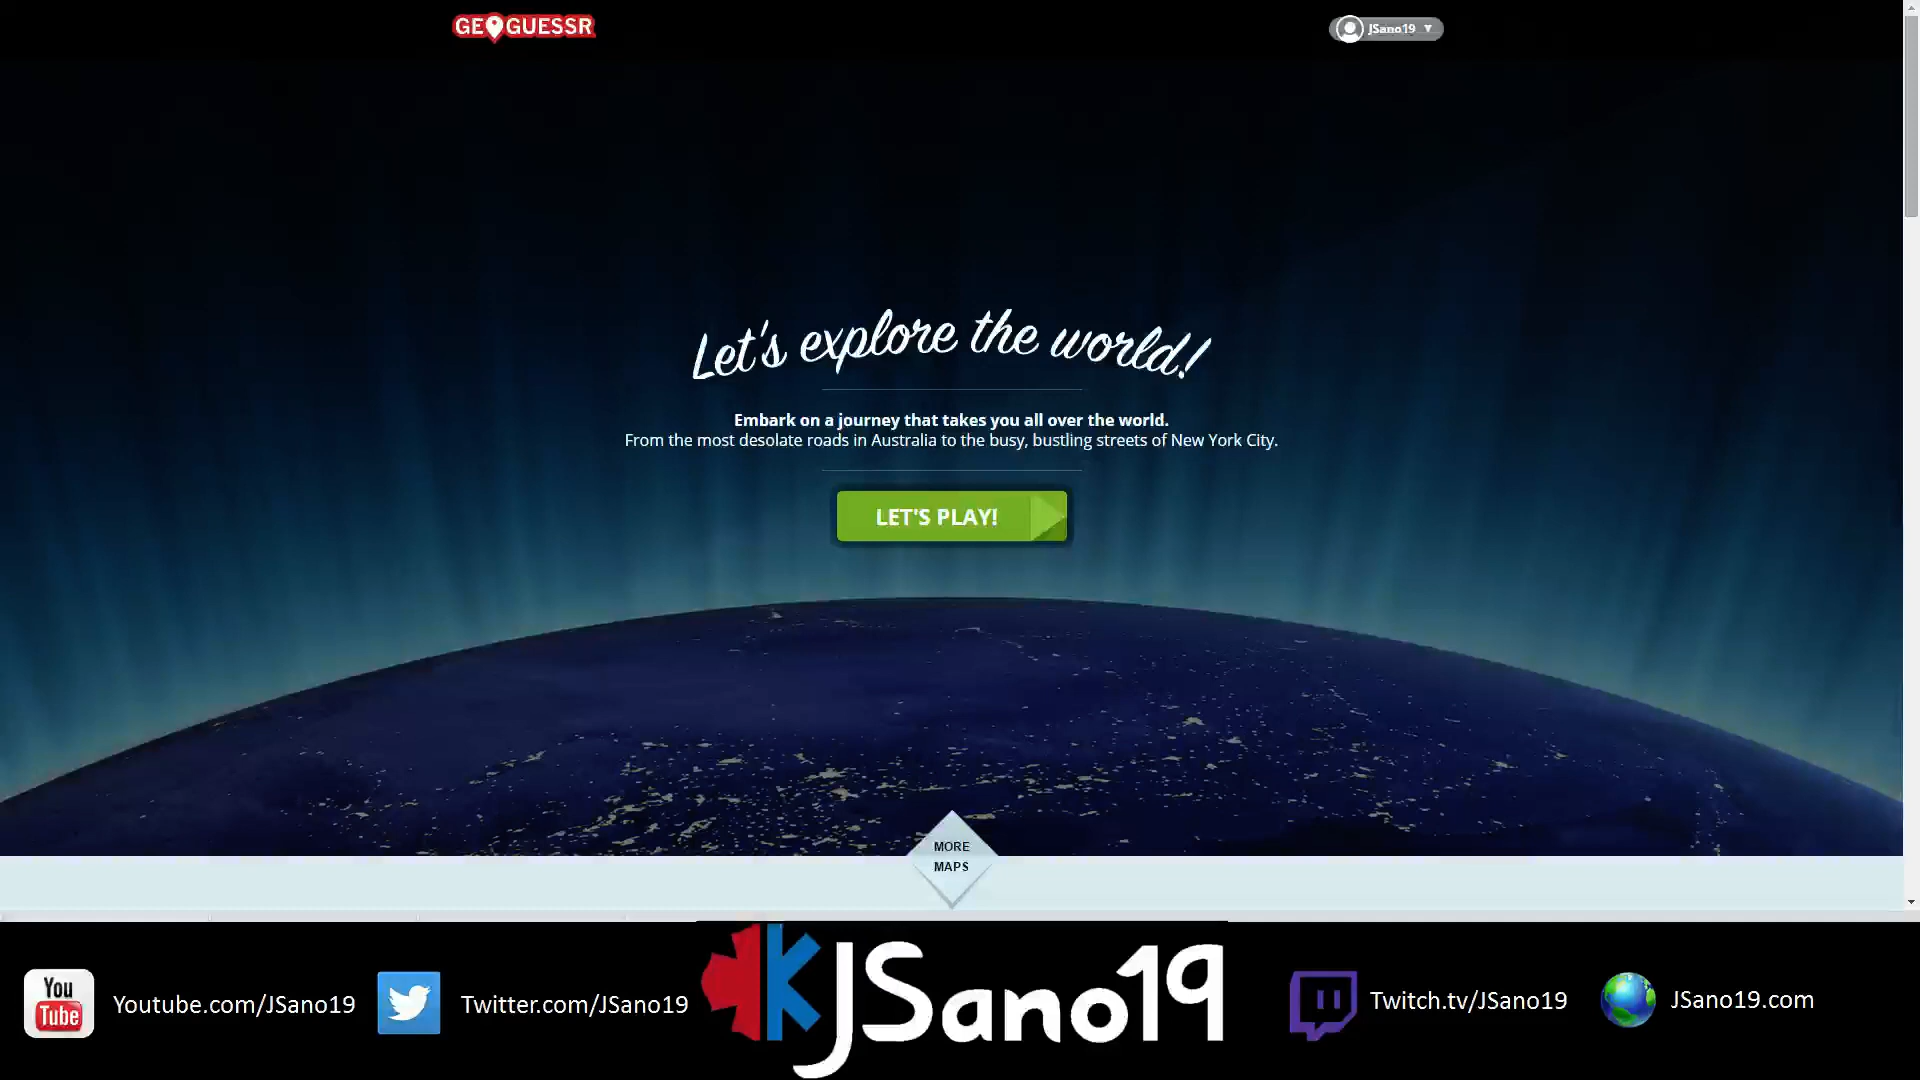 GEOGUESSR
JSano19
Let's explore the world!
Embark on a journey that takes you all over the world.
From the most desolate roads in Australia to the busy, bustling streets of New York City.
LET'S PLAY!
MORE
MAPS
You
Tube
Youtube.com/JSano19
Twitter.com/JSano19
K JSano19
Twitch.tv/JSano19
JSano19.com